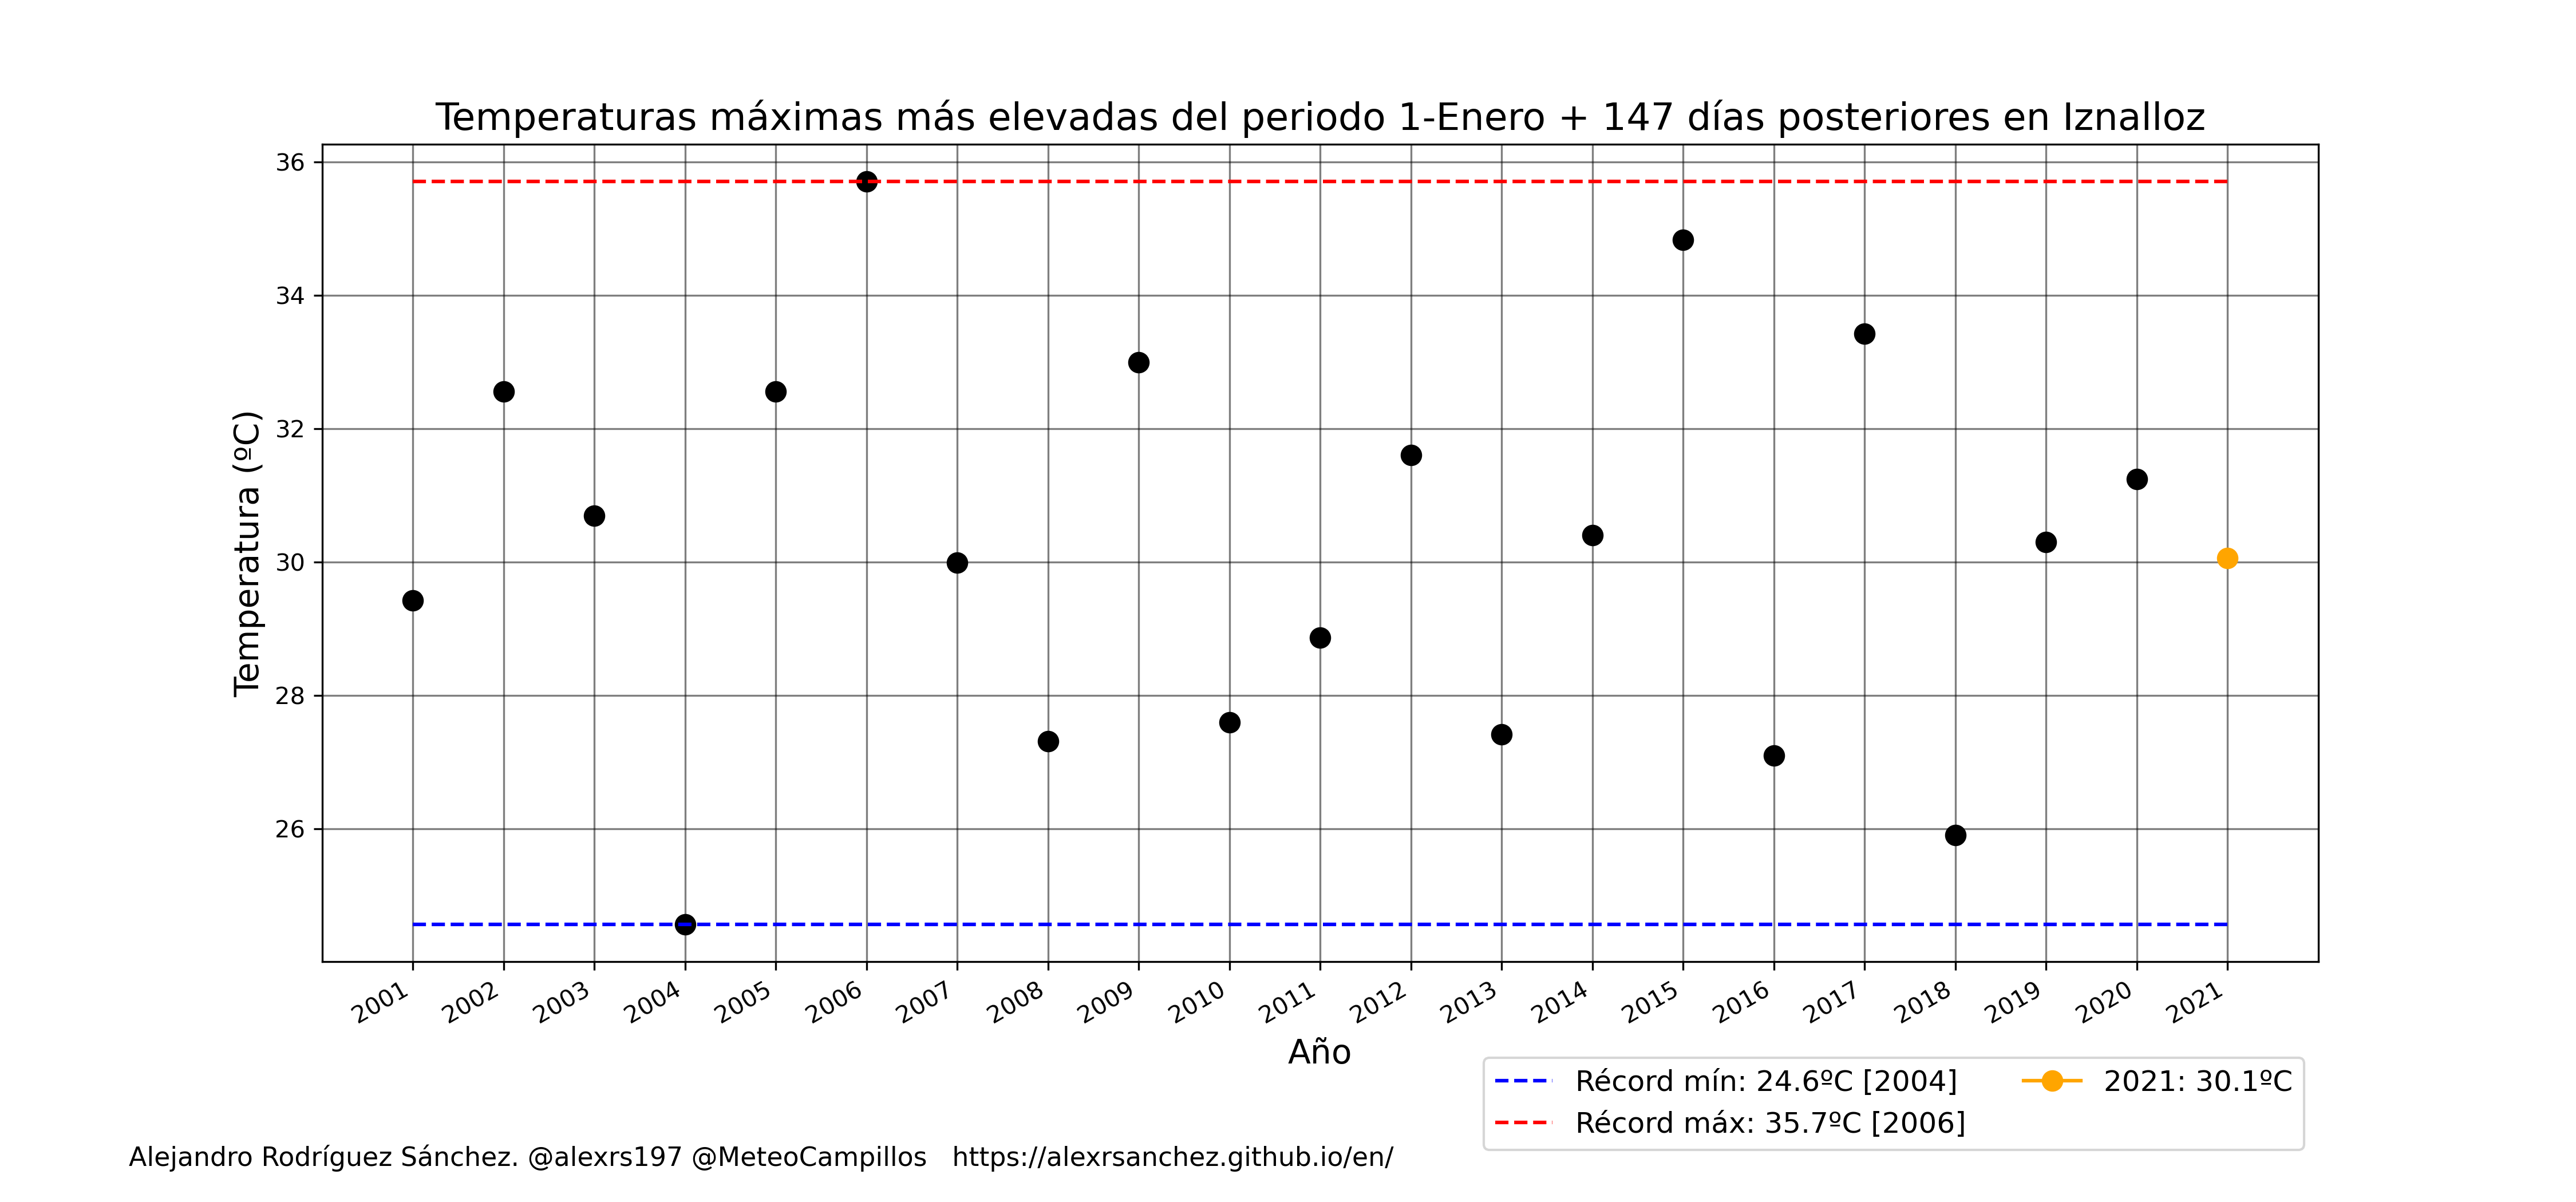 Temperaturas máximas más elevadas del periodo 1-Enero + 147 días posteriores en Iznalloz
Temperatura (ºC)
36
34
32
30
28
26
2001 2002 2003 2004 2005 2006 2007 2008 2009 2010 2011 2012 2013 2014 2015 2016 2017 2018 2019 2020 2021
Año
Récord mín: 24.6ºC [2004]
Récord máx: 35.7ºC [2006]
2021: 30.1ºC
Alejandro Rodríguez Sánchez. @alexrs197 @MeteoCampillos https://alexrsanchez.github.io/en/